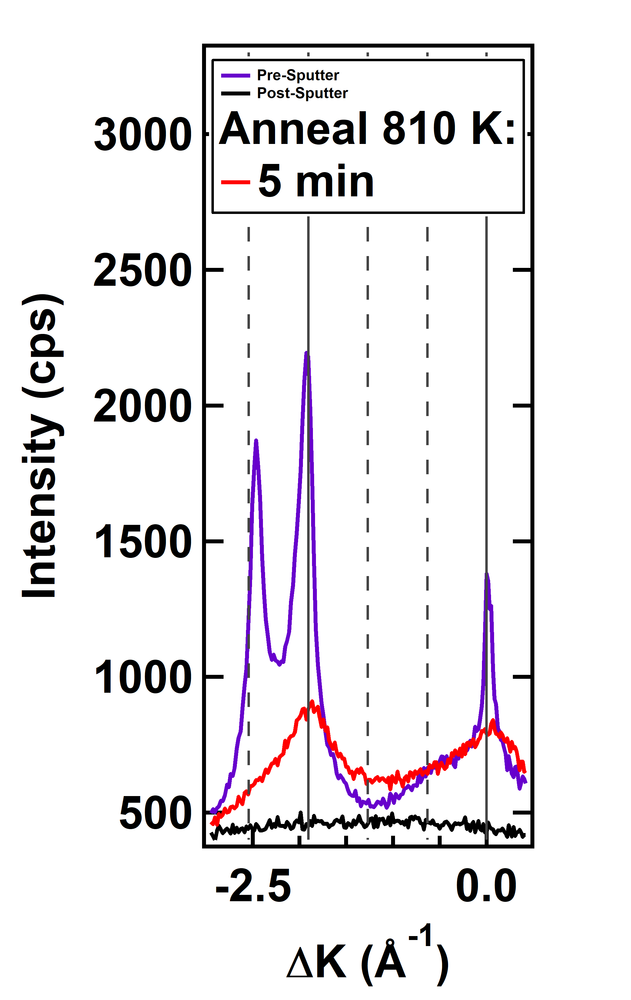 Pre-Sputter
Post-Sputter
Anneal 810 K:
5 min
3000
2500
2000
1500
1000
500
Intensity (cps)
-2.5 0.0
ΔK (Å-1)